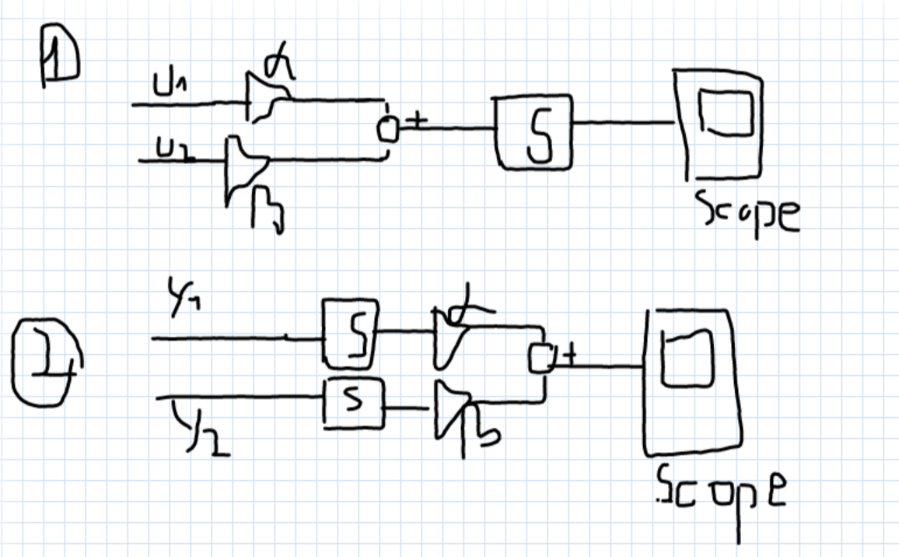 1
U1
α
+
S
U2
β
Scope
2
Y1
S
α
+
S
Y2
β
Scope